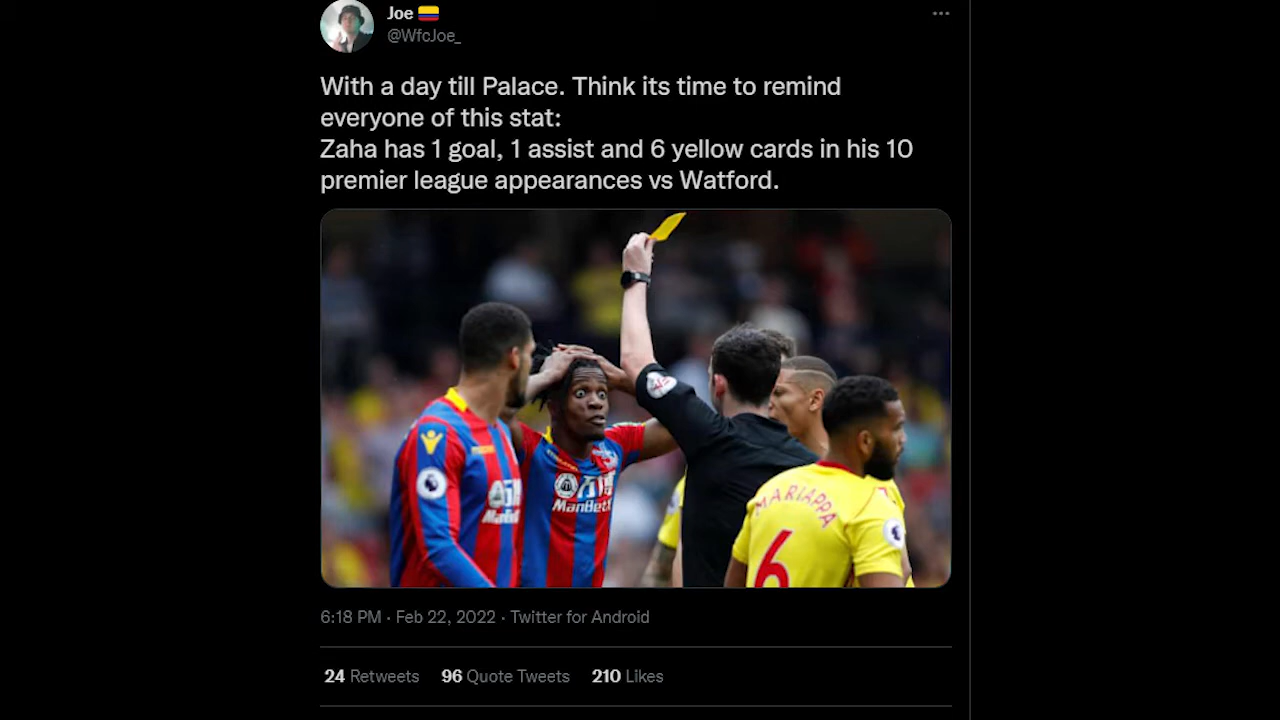 Joe 🇨🇴
@WfcJoe_
With a day till Palace. Think its time to remind
everyone of this stat:
Zaha has 1 goal, 1 assist and 6 yellow cards in his 10
premier league appearances vs Watford.
ManBetX
MARIAPPA
6
6:18 PM · Feb 22, 2022 · Twitter for Android
24 Retweets 96 Quote Tweets 210 Likes